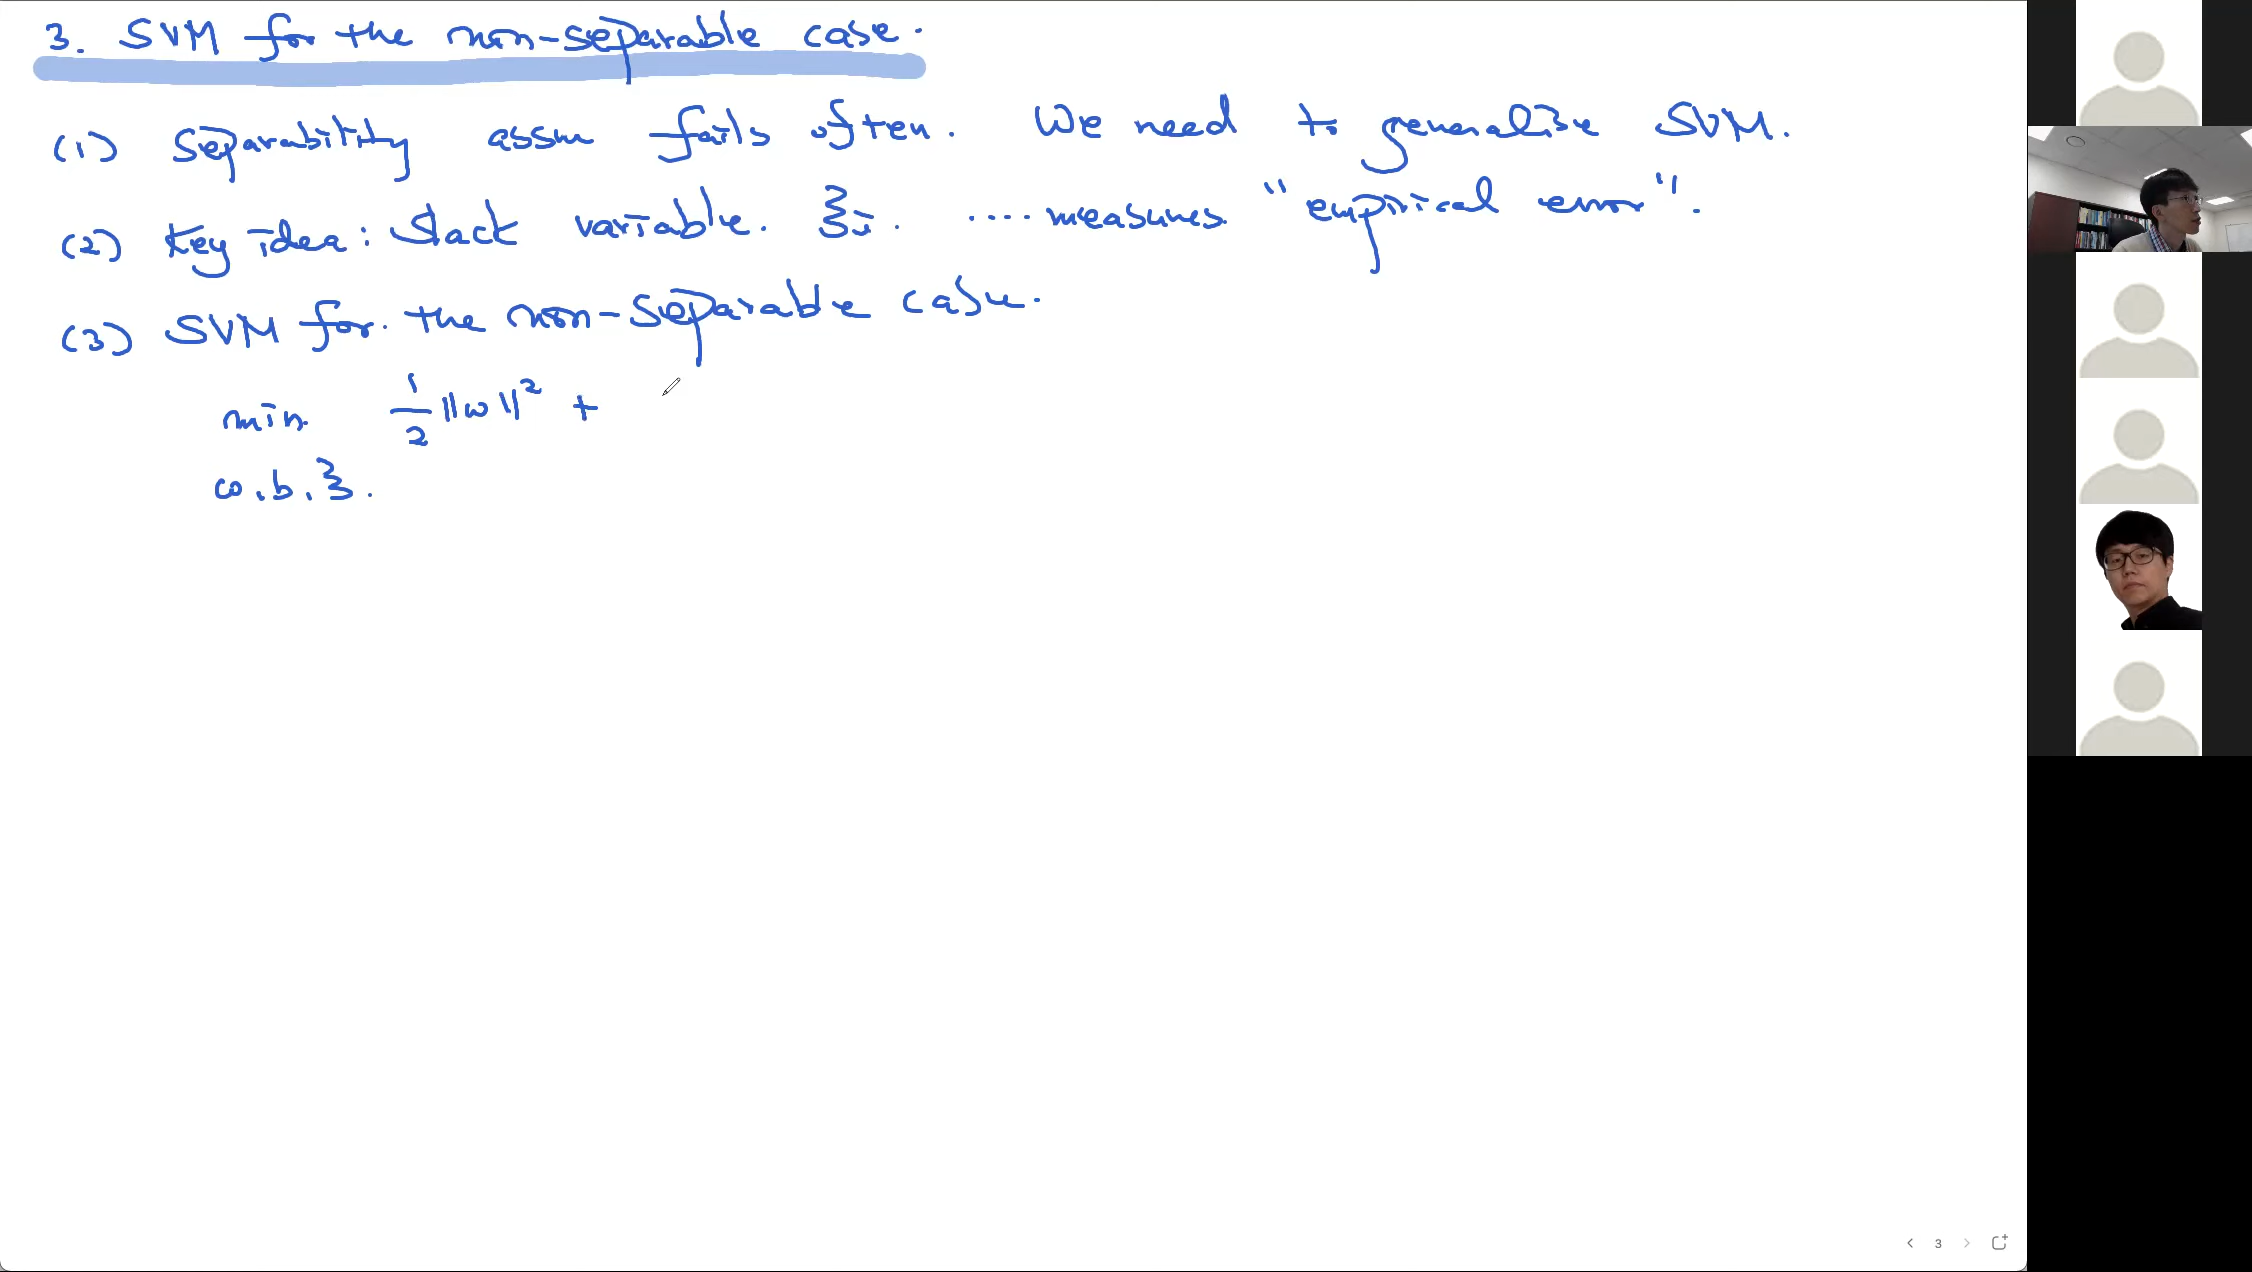 3. SVM for the non-separable case.
(1) Separability assm fails often. We need to generalize SVM.
(2) Key idea: Slack variable. ξi. .... measures "empirical error".
(3) SVM for the non-separable case.
min 1/2 ||w||² +
w, b, ξ.
3